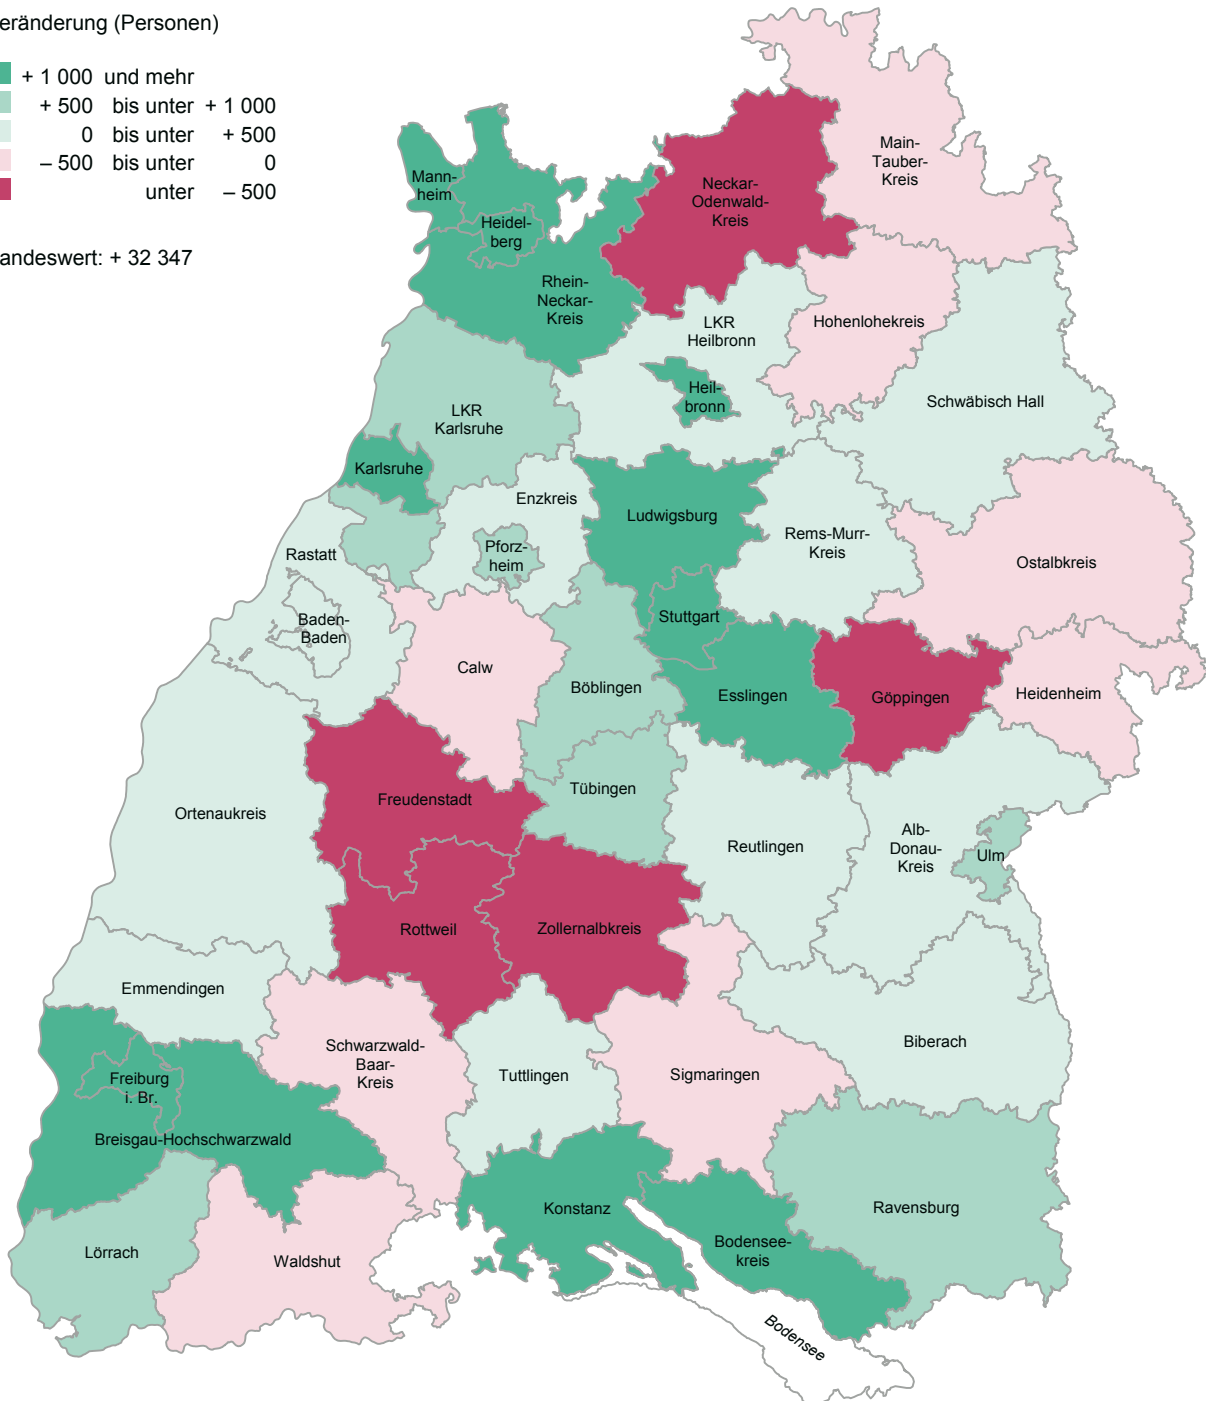 eränderung (Personen)
+ 1 000 und mehr
+ 500 bis unter + 1 000
0 bis unter + 500
– 500 bis unter 0
unter – 500
andeswert: + 32 347
Main-
Tauber-
Kreis
Neckar-
Odenwald-
Kreis
Mann-
heim
Heidel-
berg
Rhein-
Neckar-
Kreis
LKR
Heilbronn
Hohenlohekreis
Heil-
bronn
Schwäbisch Hall
LKR
Karlsruhe
Karlsruhe
Enzkreis
Ludwigsburg
Rems-Murr-
Kreis
Pforz-
heim
Rastatt
Ostalbkreis
Baden-
Baden
Stuttgart
Calw
Böblingen
Esslingen
Göppingen
Heidenheim
Freudenstadt
Tübingen
Ortenaukreis
Reutlingen
Alb-
Donau-
Kreis
Ulm
Rottweil
Zollernalbkreis
Emmendingen
Schwarzwald-
Baar-
Kreis
Tuttlingen
Sigmaringen
Biberach
Freiburg
i. Br.
Breisgau-Hochschwarzwald
Konstanz
Ravensburg
Bodensee-
kreis
Lörrach
Waldshut
Bodensee